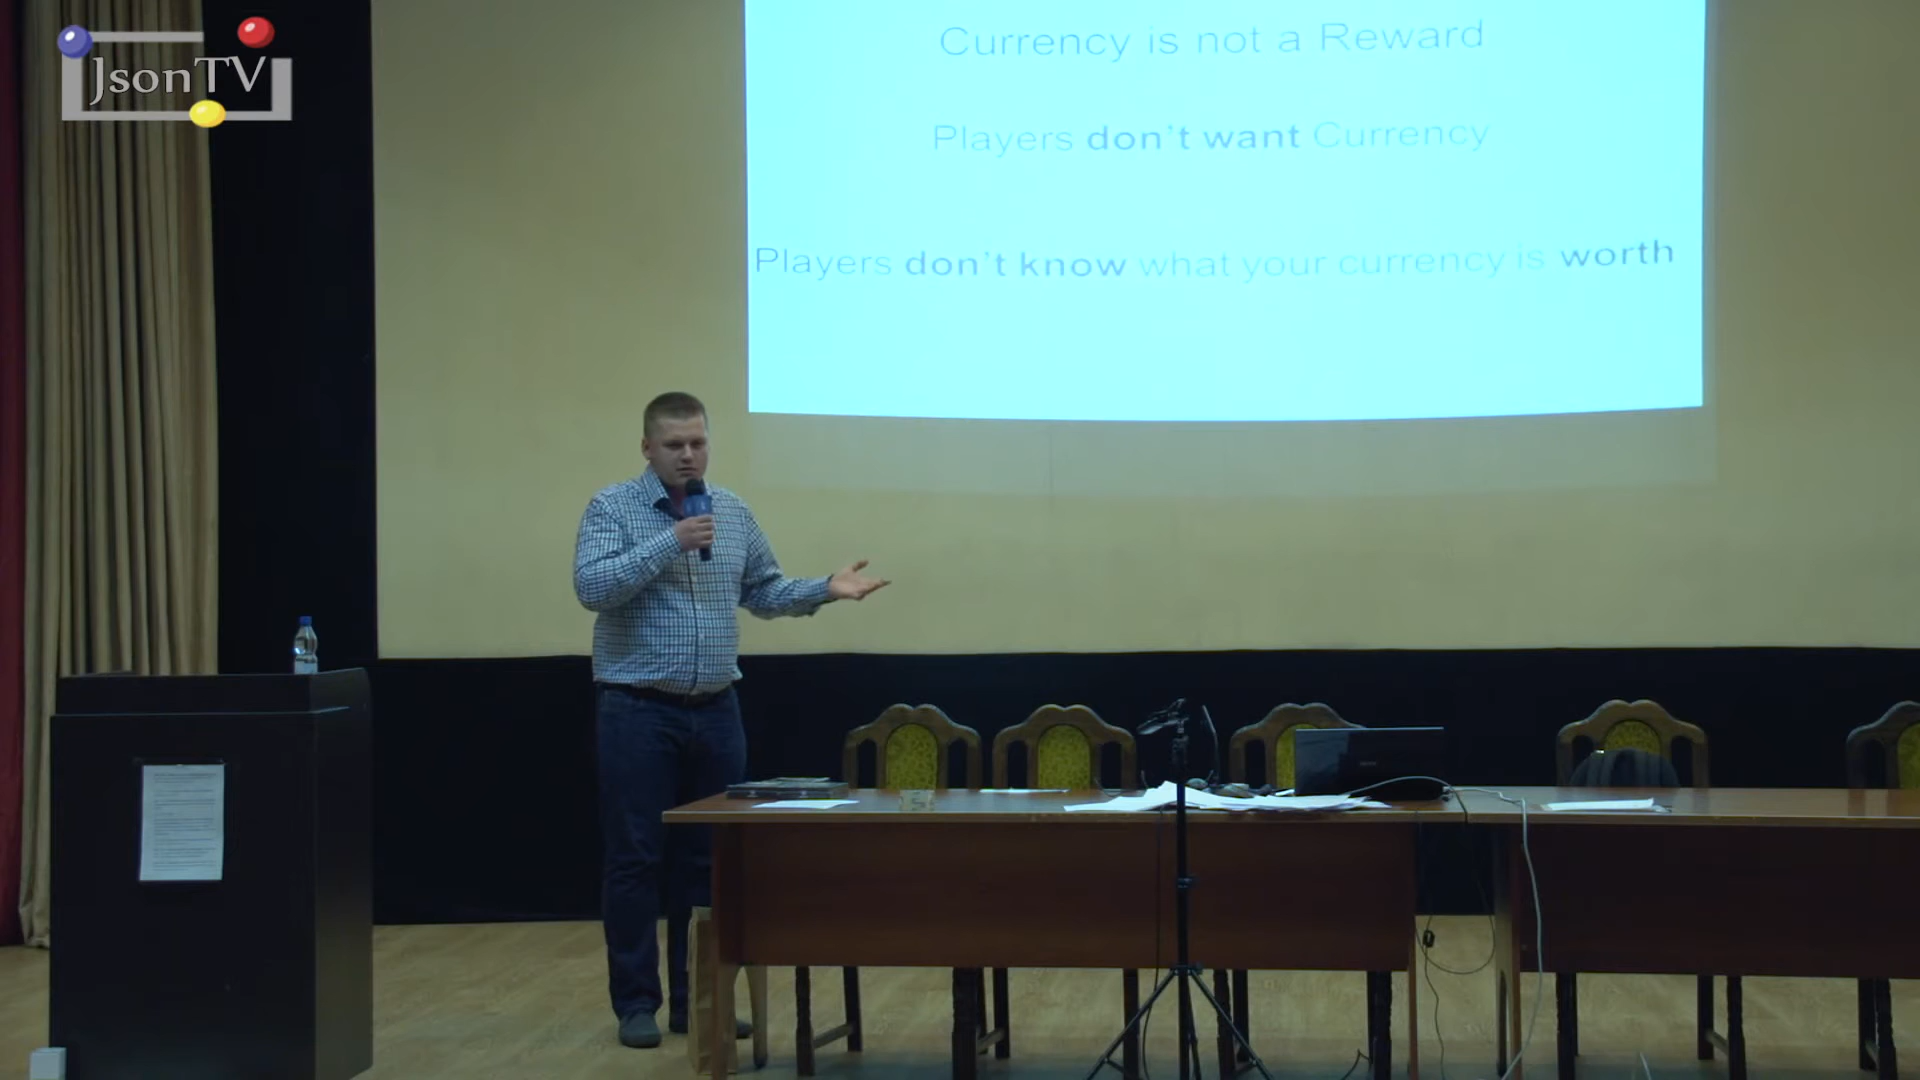 JsonTV
Currency is not a Reward
Players don't want Currency
Players don't know what your currency is worth